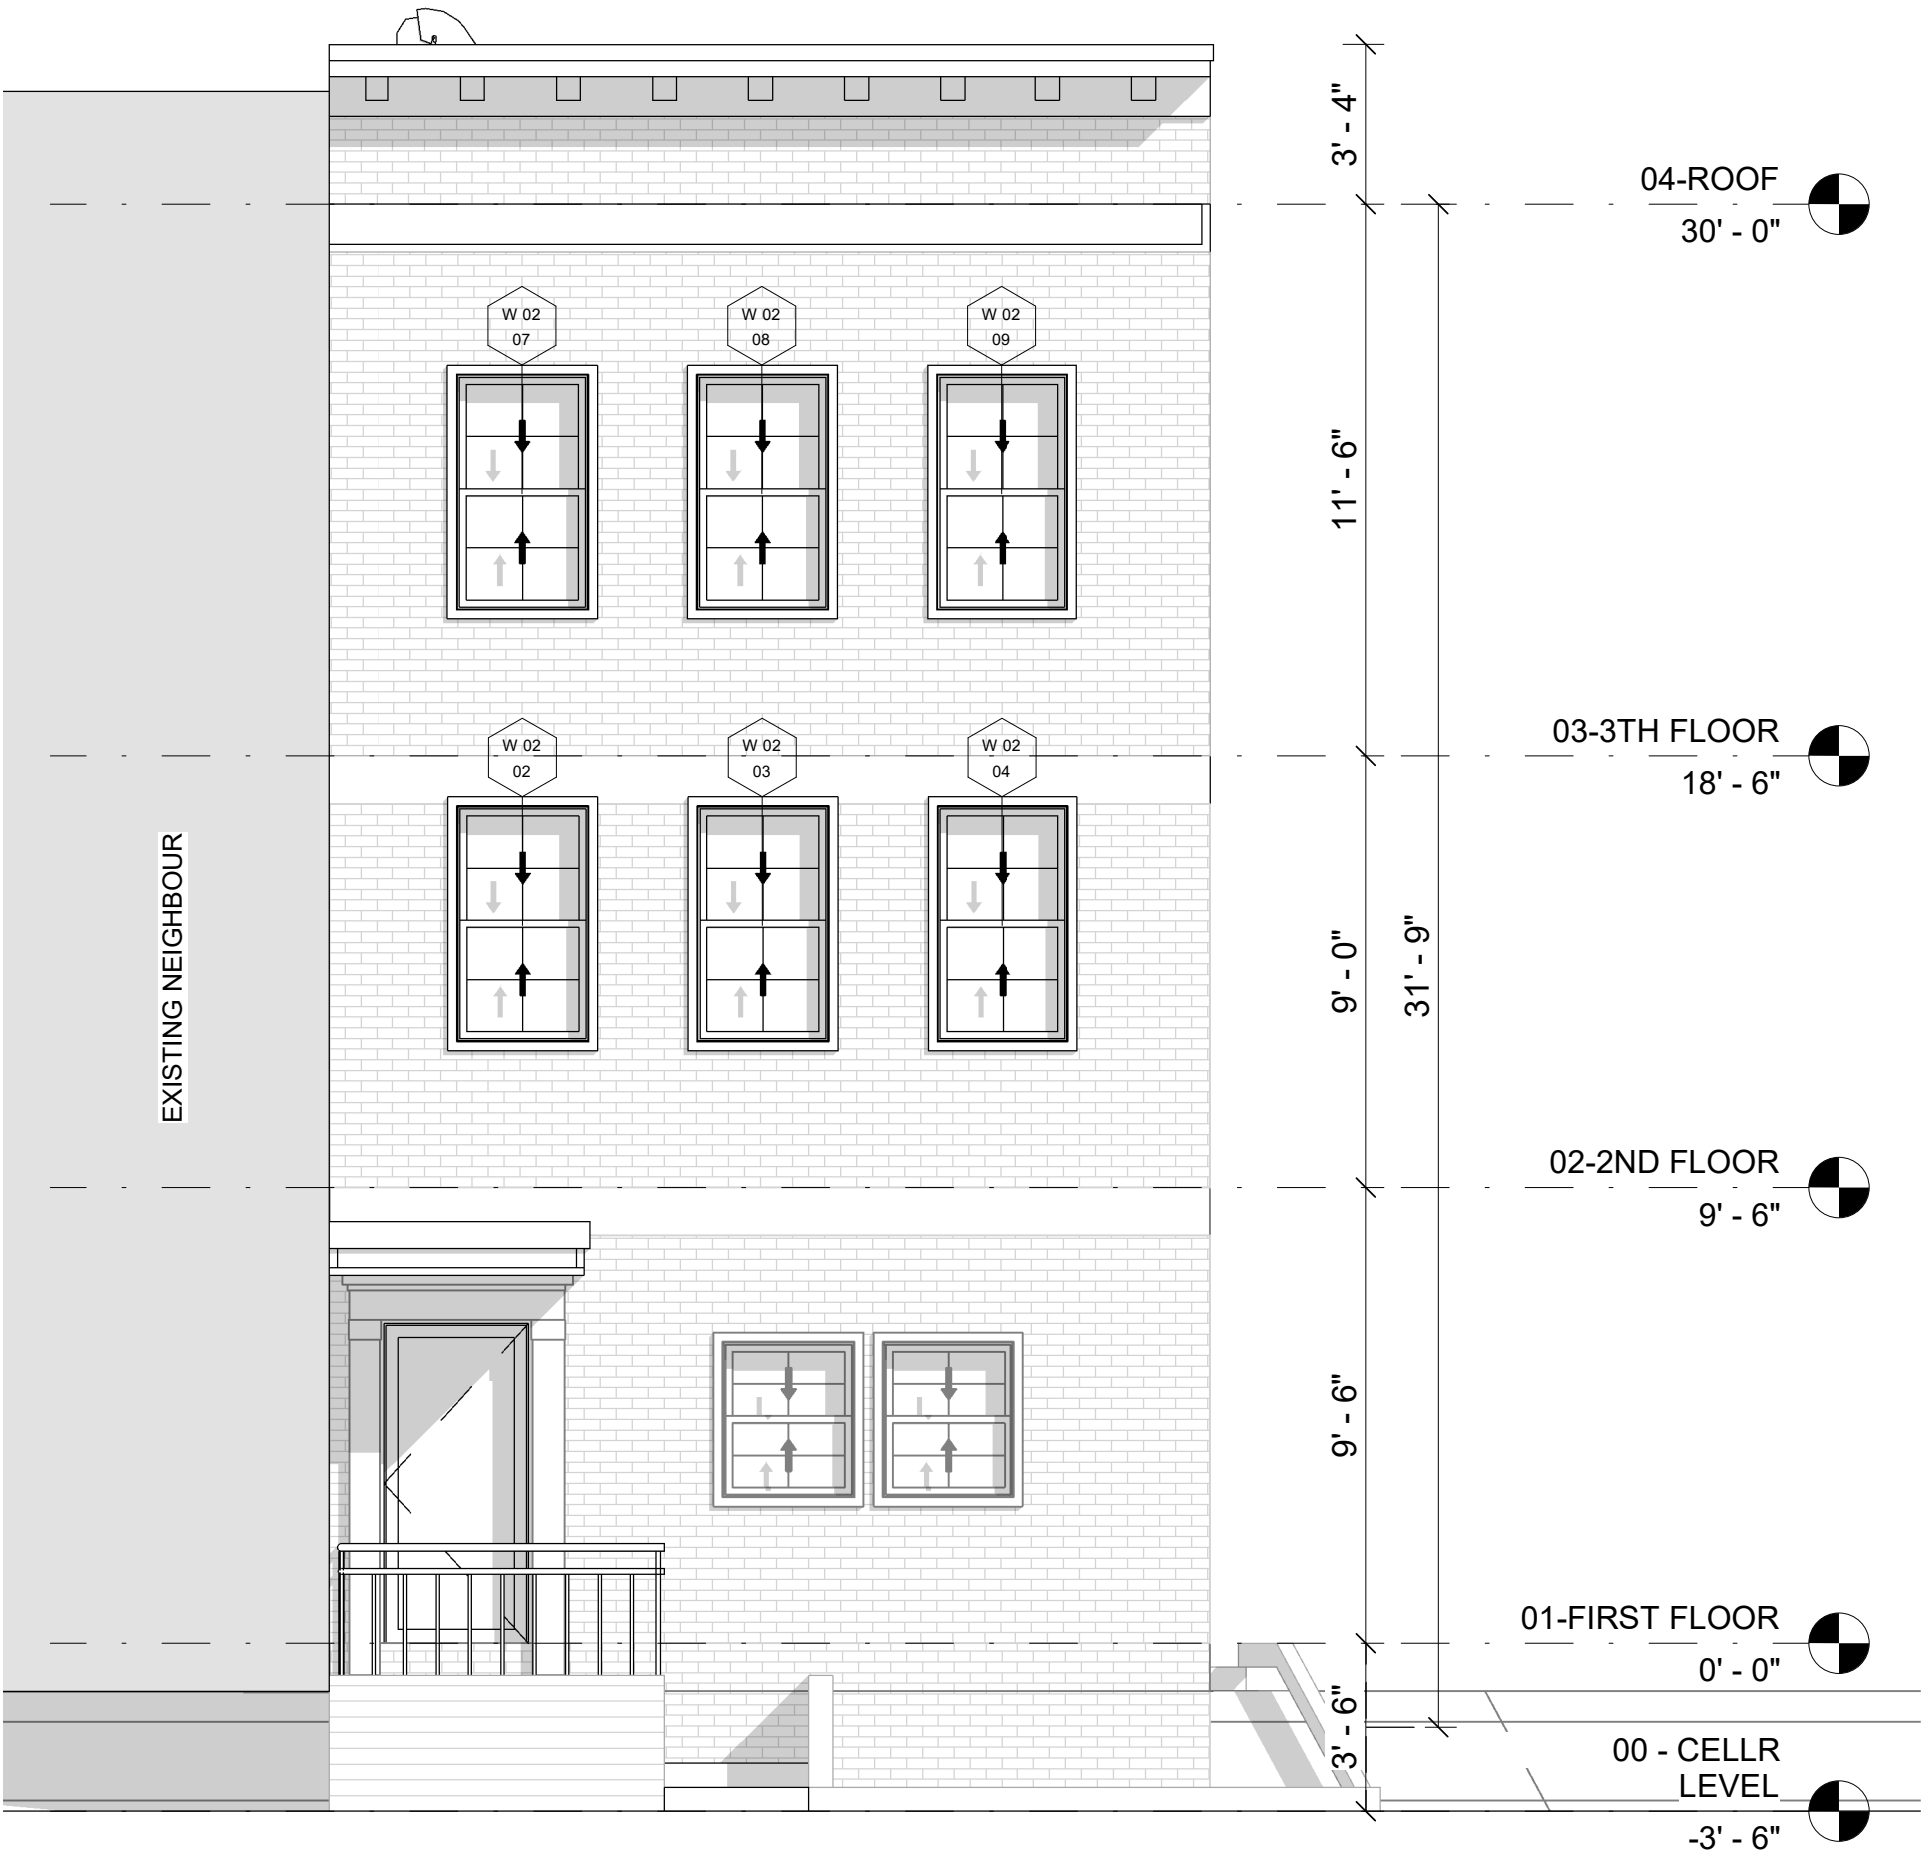 3' - 4"
04-ROOF
30' - 0"
W 02
07
W 02
08
W 02
09
11' - 6"
03-3TH FLOOR
18' - 6"
W 02
02
W 02
03
W 02
04
EXISTING NEIGHBOUR
9' - 0"
31' - 9"
02-2ND FLOOR
9' - 6"
9' - 6"
01-FIRST FLOOR
0' - 0"
3' - 6"
00 - CELLR
LEVEL
-3' - 6"